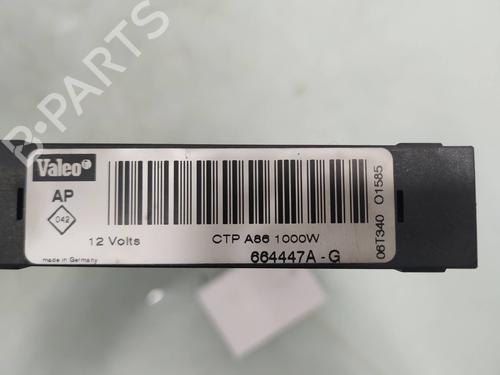 B-PARTS
Valeo
AP
042
12 Volts
CTP A86 1000W
made in Germany
664447A - G
06T340 O1585